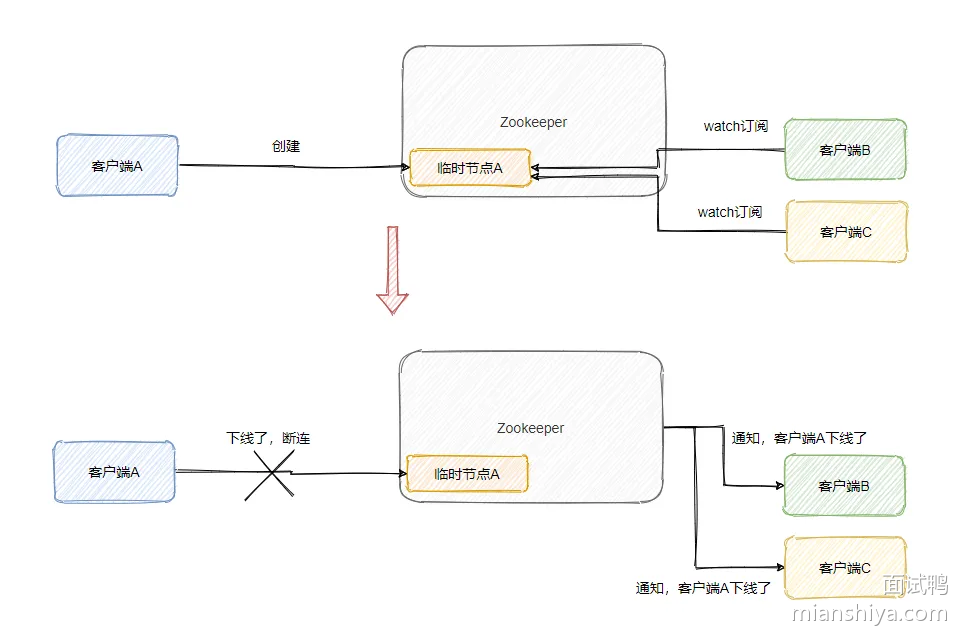 Zookeeper
watch订阅
创建
客户端B
客户端A
临时节点A
watch订阅
客户端C
Zookeeper
下线了，断连
通知，客户端A下线了
客户端A
临时节点A
客户端B
客户端C
通知，客户端A下线了
面试鸭
mianshiya.com